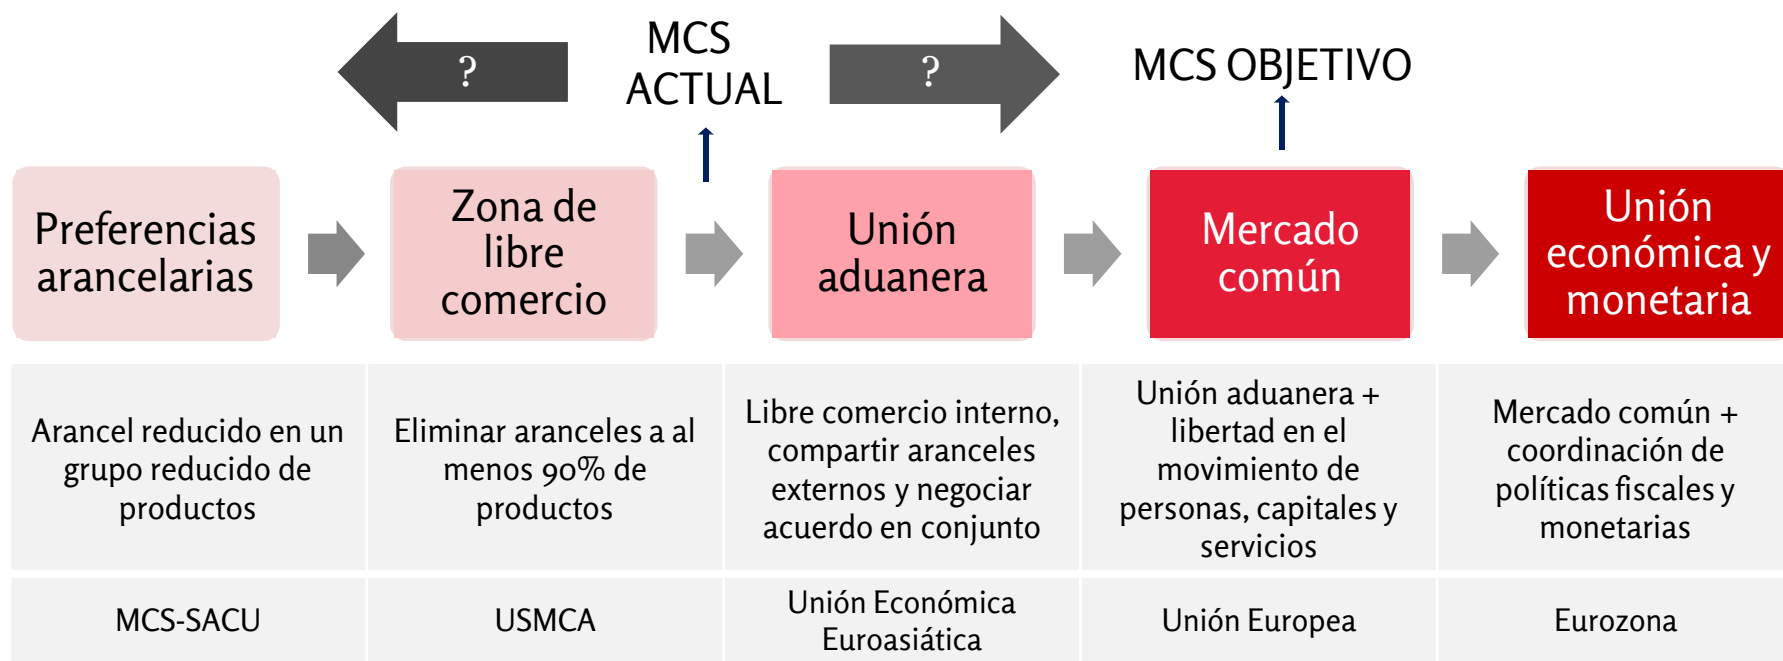 ?
MCS
ACTUAL
?
MCS OBJETIVO
Preferencias
arancelarias
Zona de
libre
comercio
Unión
aduanera
Mercado
común
Unión
económica y
monetaria
Arancel reducido en un
grupo reducido de
productos
Eliminar aranceles a al
menos 90% de
productos
Libre comercio interno,
compartir aranceles
externos y negociar
acuerdo en conjunto
Unión aduanera +
libertad en el
movimiento de
personas, capitales y
servicios
Mercado común +
coordinación de
políticas fiscales y
monetarias
MCS-SACU
USMCA
Unión Económica
Euroasiática
Unión Europea
Eurozona